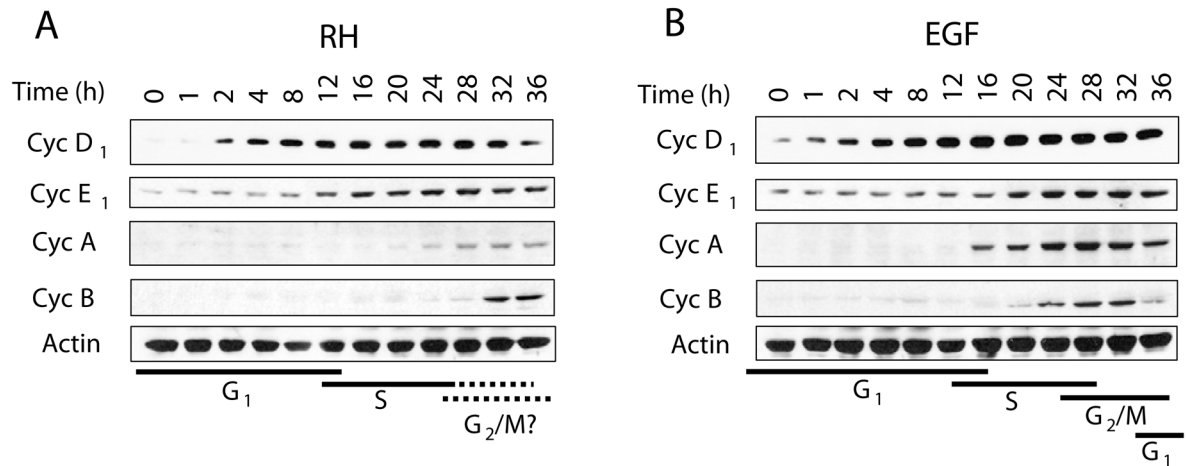 A
RH
Time (h) 0 1 2 4 8 12 16 20 24 28 32 36
Cyc D 1
Cyc E 1
Cyc A
Cyc B
Actin
G 1
S
G 2/M?
B
EGF
Time (h) 0 1 2 4 8 12 16 20 24 28 32 36
Cyc D 1
Cyc E 1
Cyc A
Cyc B
Actin
G 1
S
G 2/M
G 1